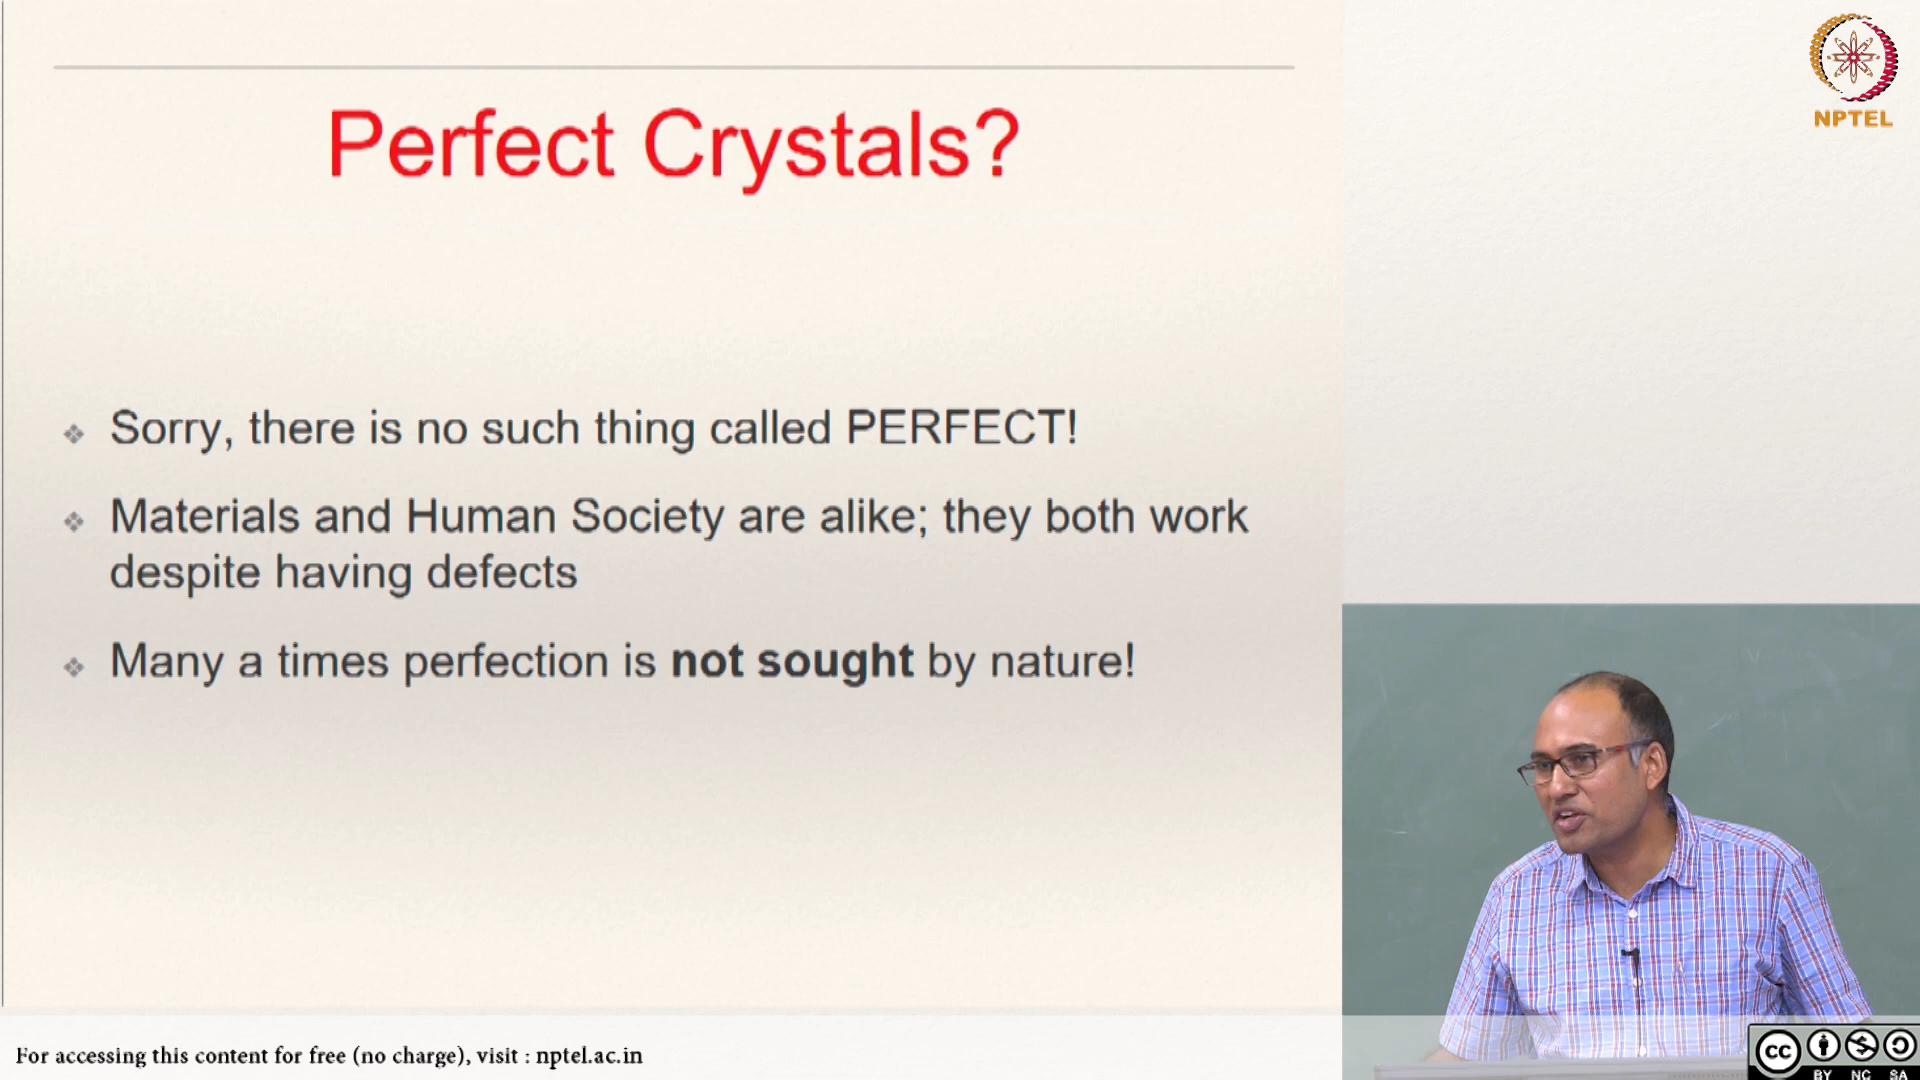 NPTEL
Perfect Crystals?
Sorry, there is no such thing called PERFECT!
Materials and Human Society are alike; they both work
despite having defects
Many a times perfection is not sought by nature!
For accessing this content for free (no charge), visit : nptel.ac.in
cc
BY NC SA